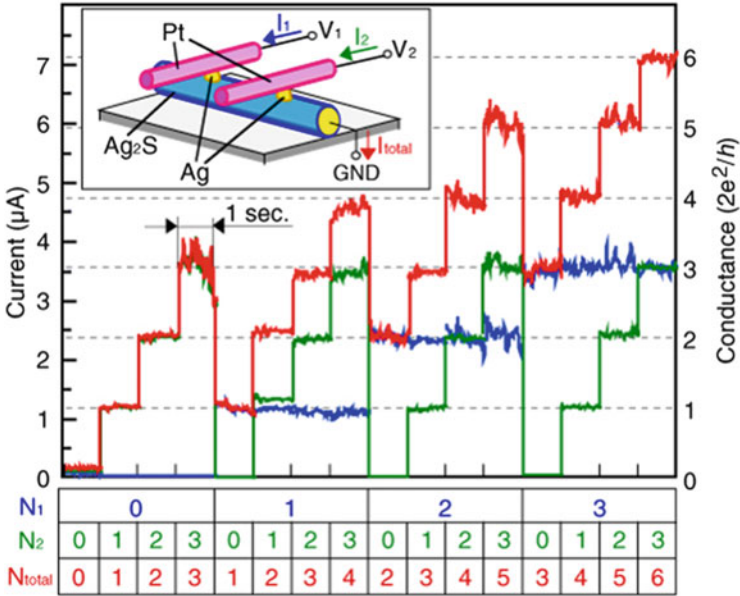 Pt
I1
V1
I2
V2
Ag2S
Ag
Itotal
GND
1 sec.
Current (μA)
7
6
5
4
3
2
1
0
Conductance (2e²/h)
6
5
4
3
2
1
0
N1 0 1 2 3
N2 0 1 2 3 0 1 2 3 0 1 2 3 0 1 2 3
Ntotal 0 1 2 3 1 2 3 4 2 3 4 5 3 4 5 6